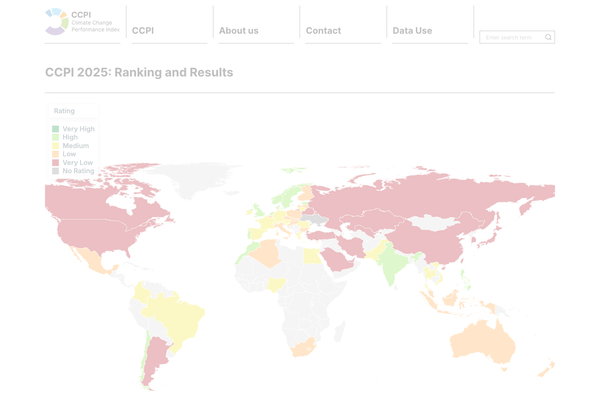 CCPI
Climate Change
Performance Index
CCPI
About us
Contact
Data Use
Enter search term
CCPI 2025: Ranking and Results
Rating
Very High
High
Medium
Low
Very Low
No Rating